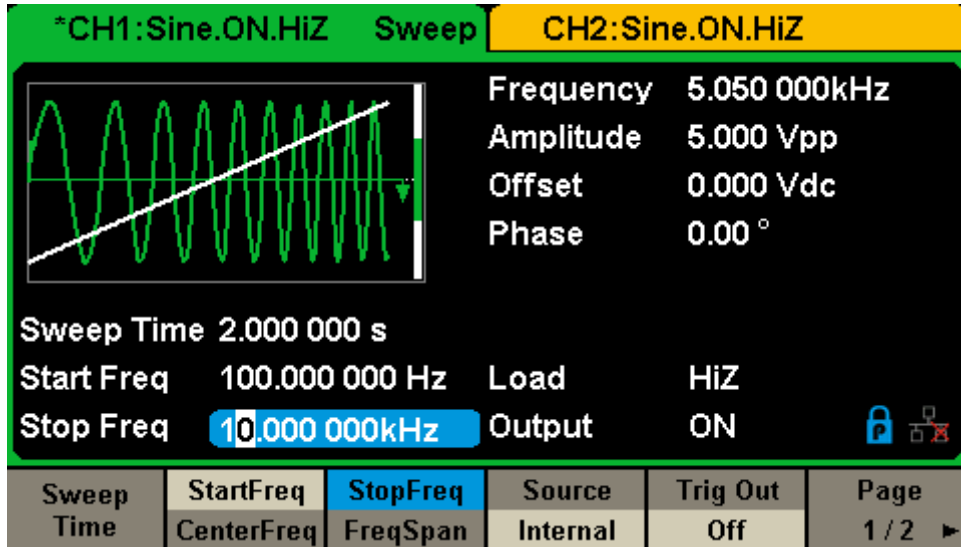 *CH1:Sine.ON.HiZ Sweep CH2:Sine.ON.HiZ
Frequency 5.050 000kHz
Amplitude 5.000 Vpp
Offset 0.000 Vdc
Phase 0.00 °
Sweep Time 2.000 000 s
Start Freq 100.000 000 Hz Load HiZ
Stop Freq 10.000 000kHz Output ON P
Sweep Time StartFreq StopFreq Source Trig Out Page
CenterFreq FreqSpan Internal Off 1 / 2 ►